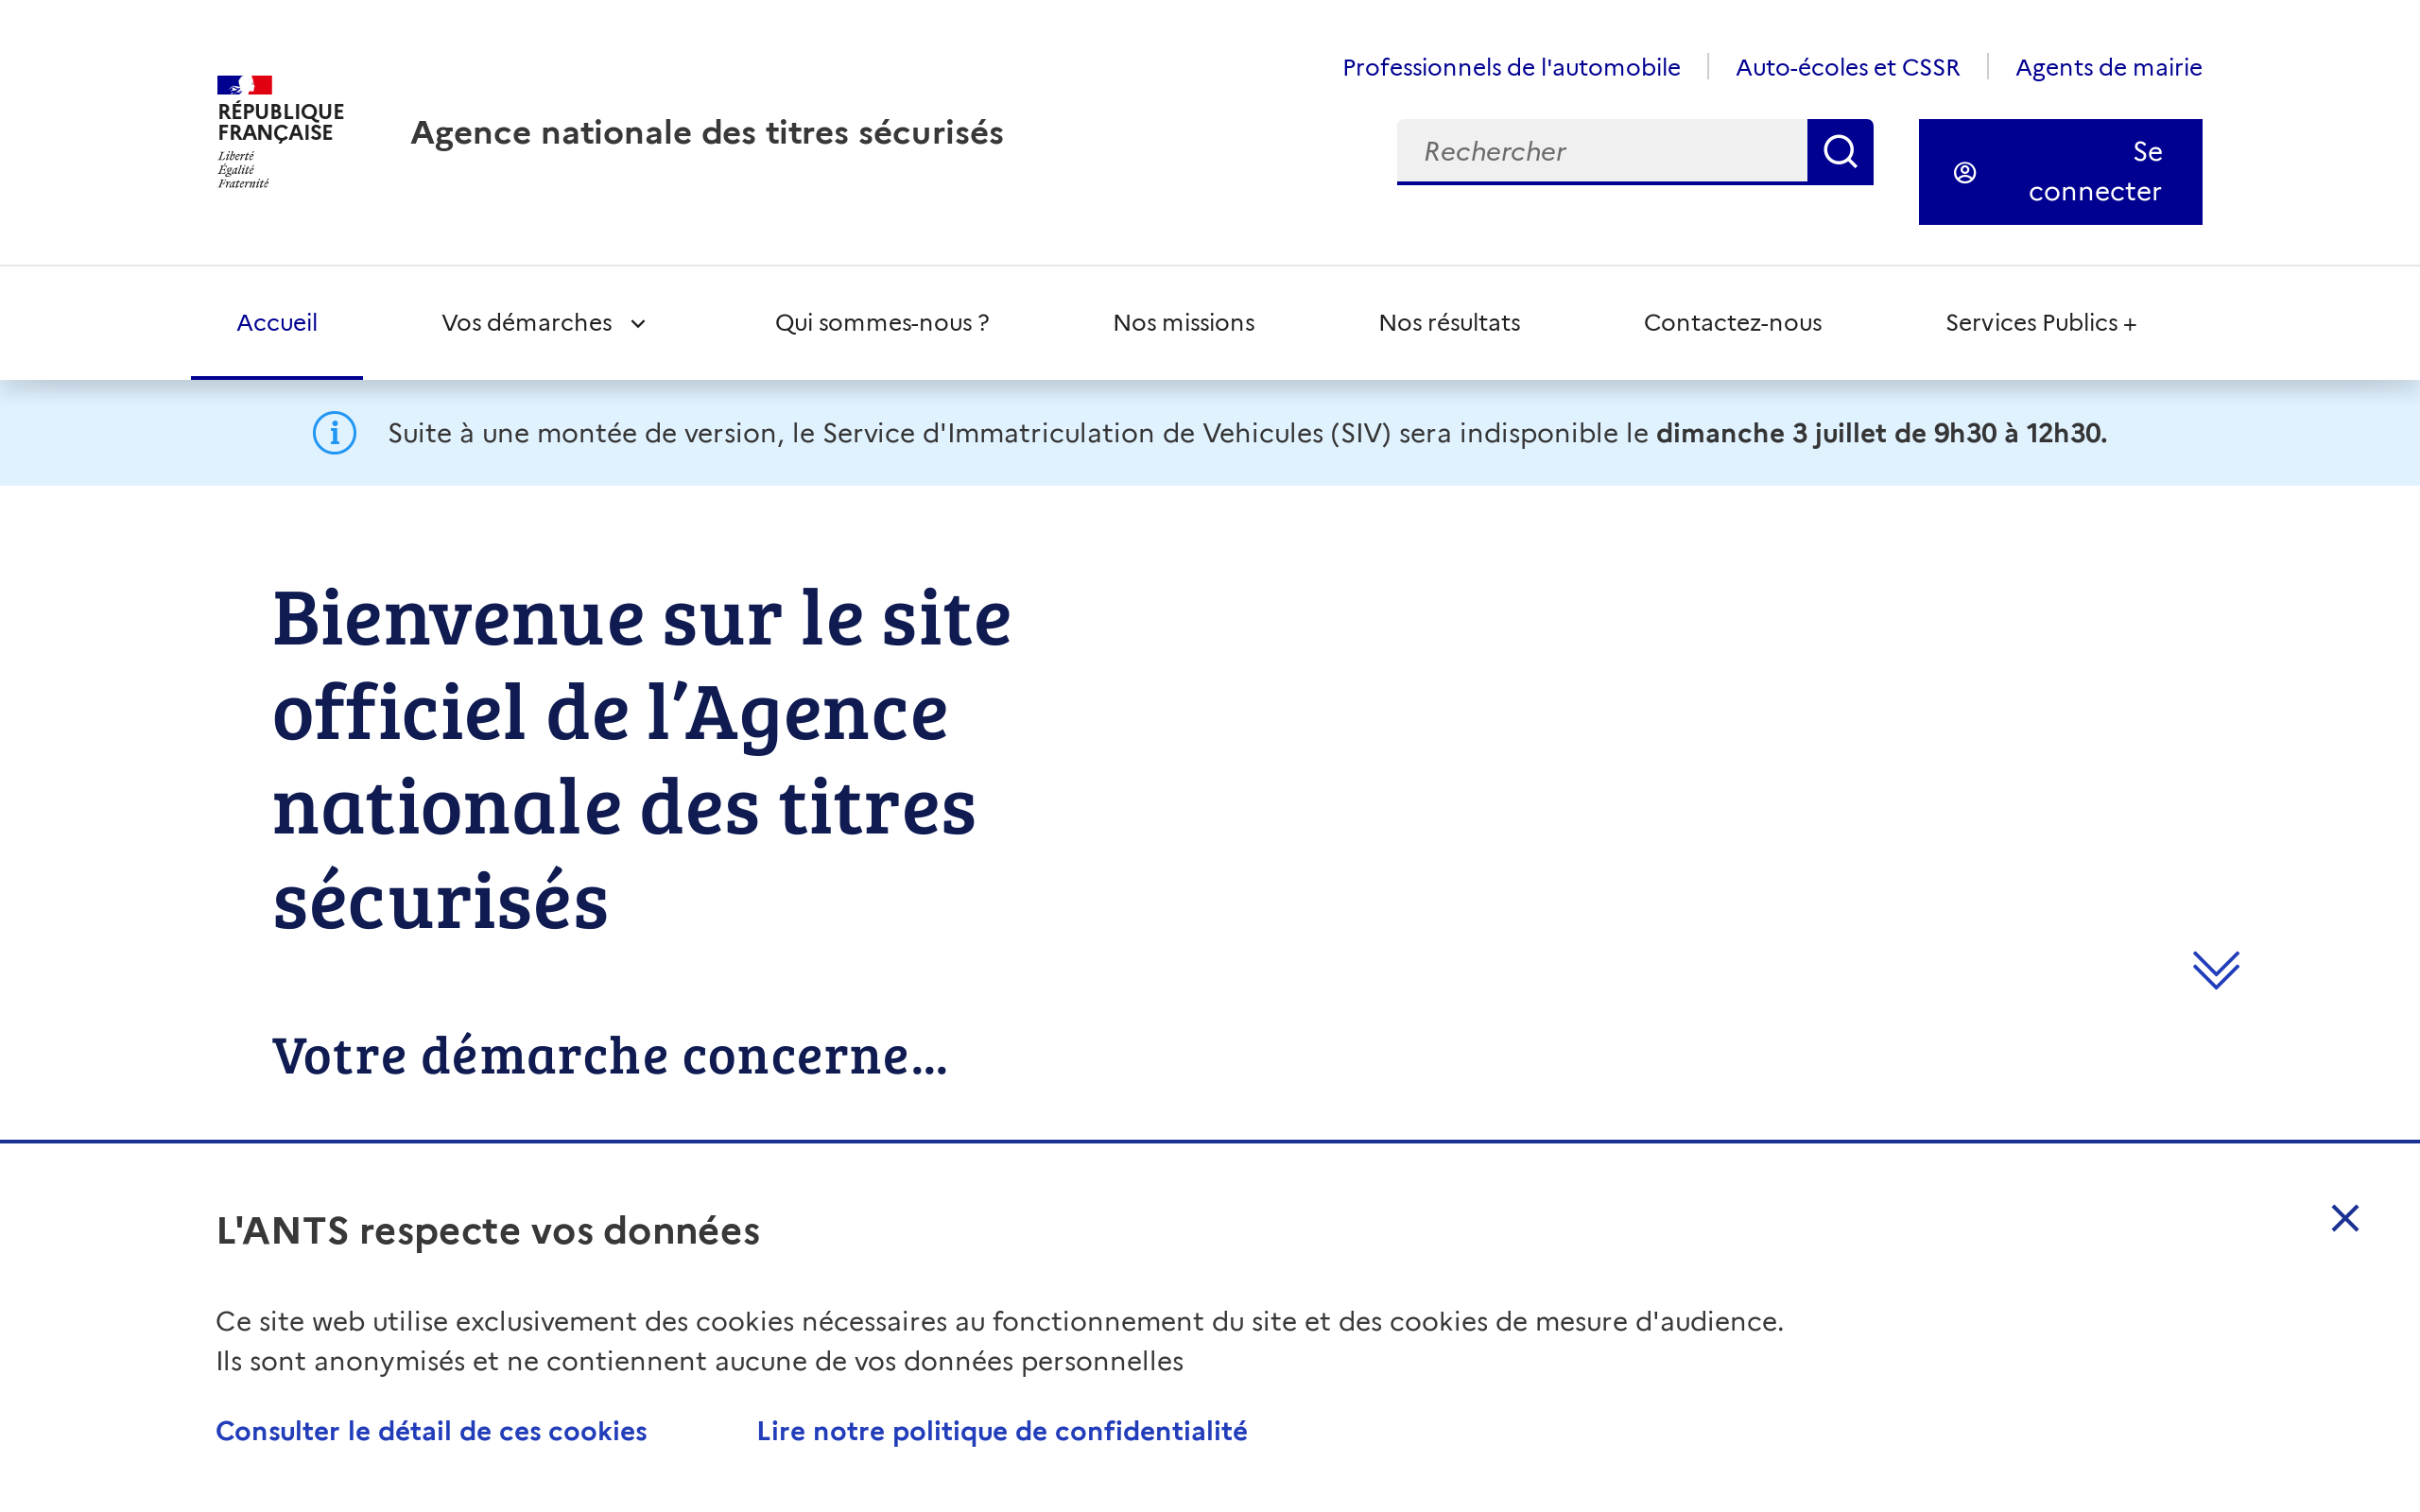 RÉPUBLIQUE
FRANÇAISE
Liberté
Égalité
Fraternité
Agence nationale des titres sécurisés
Professionnels de l'automobile
Auto-écoles et CSSR
Agents de mairie
Rechercher
Se
connecter
Accueil
Vos démarches
Qui sommes-nous ?
Nos missions
Nos résultats
Contactez-nous
Services Publics +
Suite à une montée de version, le Service d'Immatriculation de Vehicules (SIV) sera indisponible le dimanche 3 juillet de 9h30 à 12h30.
Bienvenue sur le site
officiel de l’Agence
nationale des titres
sécurisés
Votre démarche concerne...
L'ANTS respecte vos données
Ce site web utilise exclusivement des cookies nécessaires au fonctionnement du site et des cookies de mesure d'audience.
Ils sont anonymisés et ne contiennent aucune de vos données personnelles
Consulter le détail de ces cookies
Lire notre politique de confidentialité